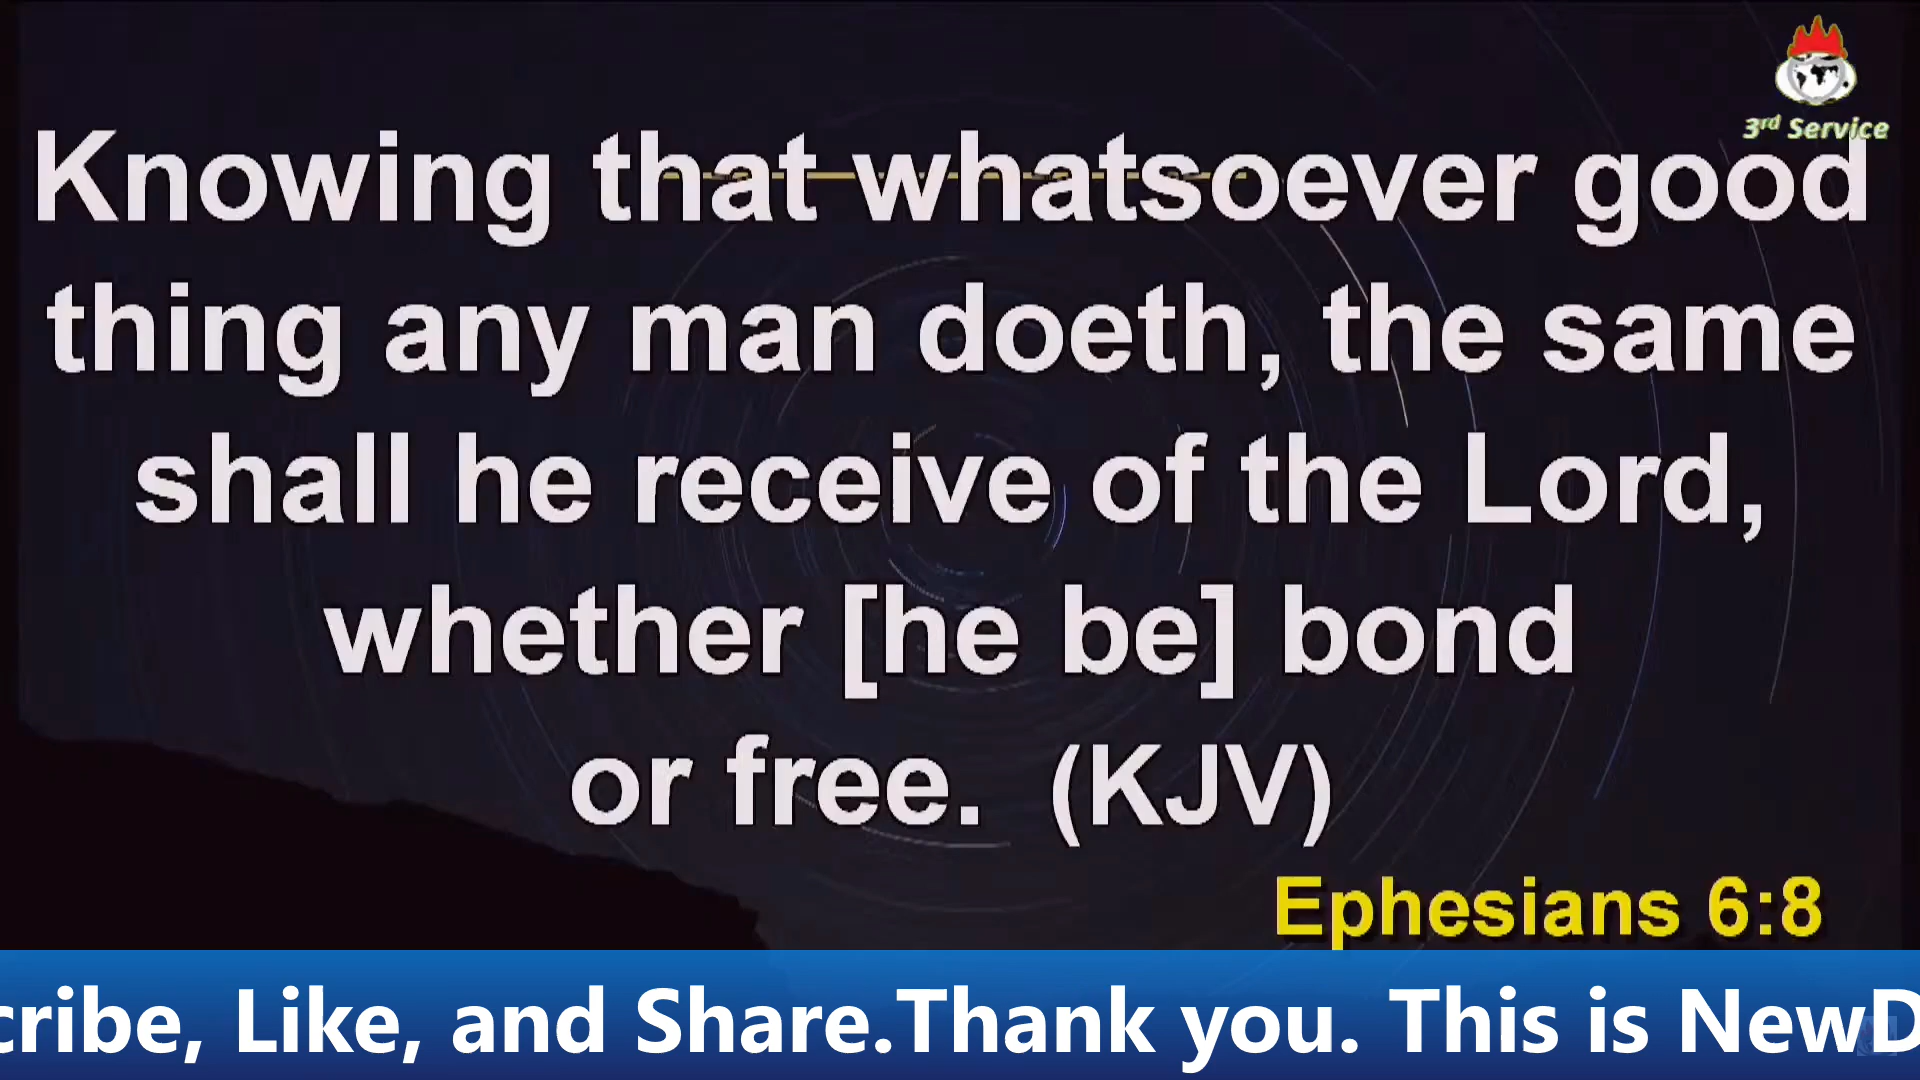 3rd Service
Knowing that whatsoever good
thing any man doeth, the same
shall he receive of the Lord,
whether [he be] bond
or free. (KJV)
Ephesians 6:8
cribe, Like, and Share.Thank you. This is NewD